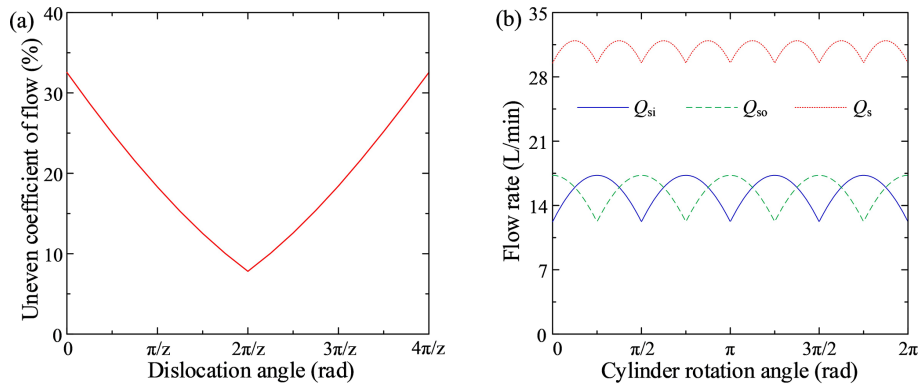 (a)
Uneven coefficient of flow (%)
40
30
20
10
0
0 π/z 2π/z 3π/z 4π/z
Dislocation angle (rad)
(b)
Flow rate (L/min)
35
28
21
14
7
0
Qsi Qso Qs
0 π/2 π 3π/2 2π
Cylinder rotation angle (rad)